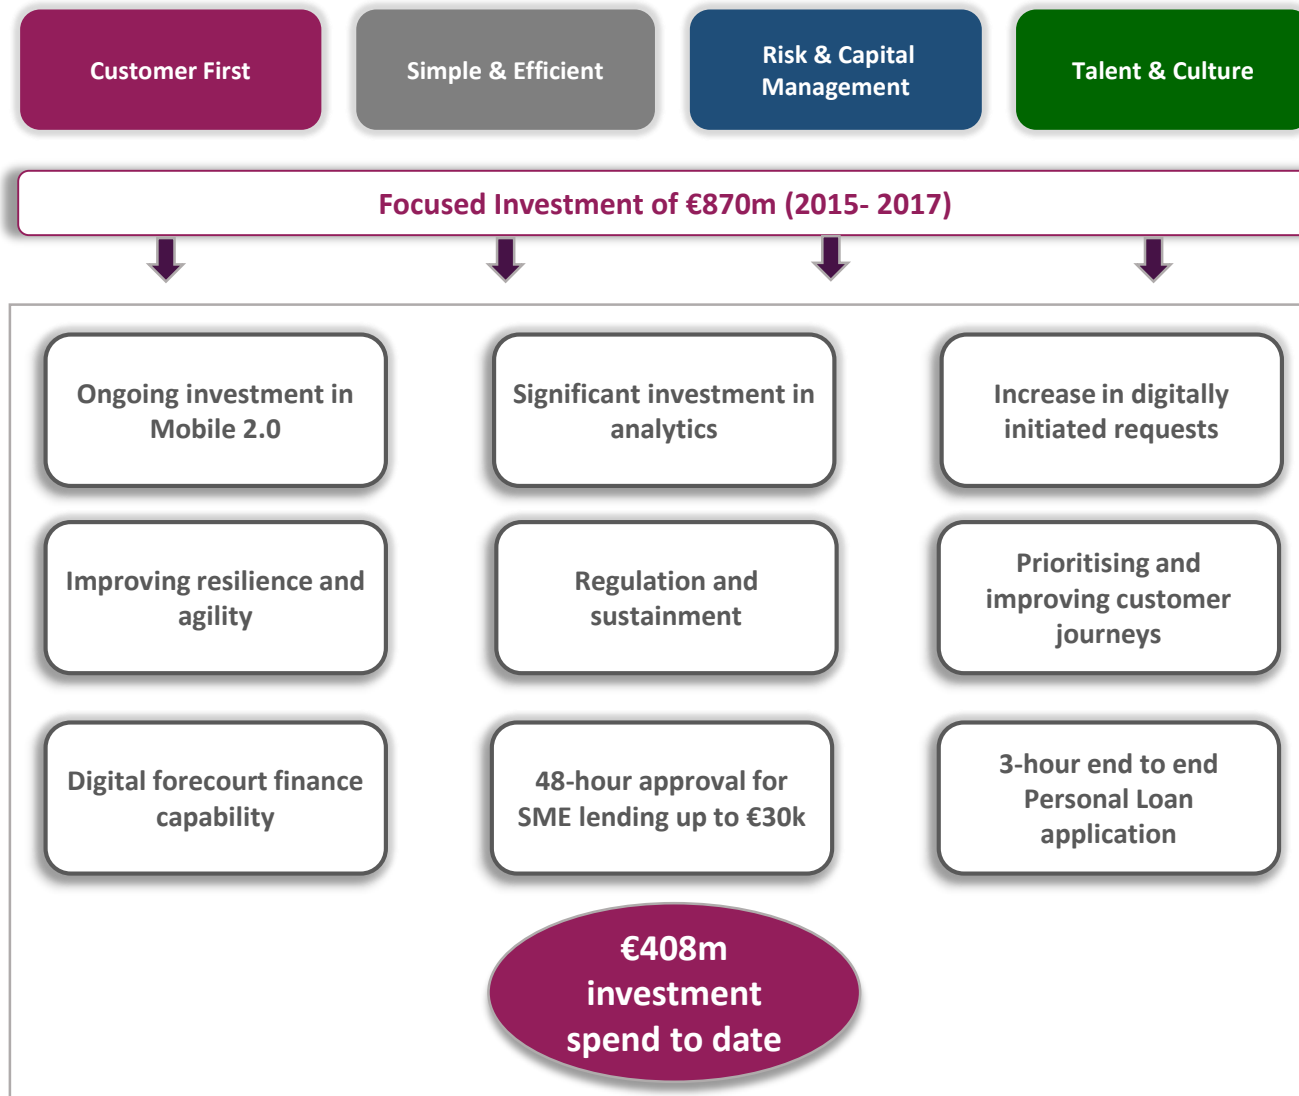 Customer First
Simple & Efficient
Risk & Capital
Management
Talent & Culture
Focused Investment of €870m (2015- 2017)
Ongoing investment in
Mobile 2.0
Significant investment in
analytics
Increase in digitally
initiated requests
Improving resilience and
agility
Regulation and
sustainment
Prioritising and
improving customer
journeys
Digital forecourt finance
capability
48-hour approval for
SME lending up to €30k
3-hour end to end
Personal Loan
application
€408m
investment
spend to date